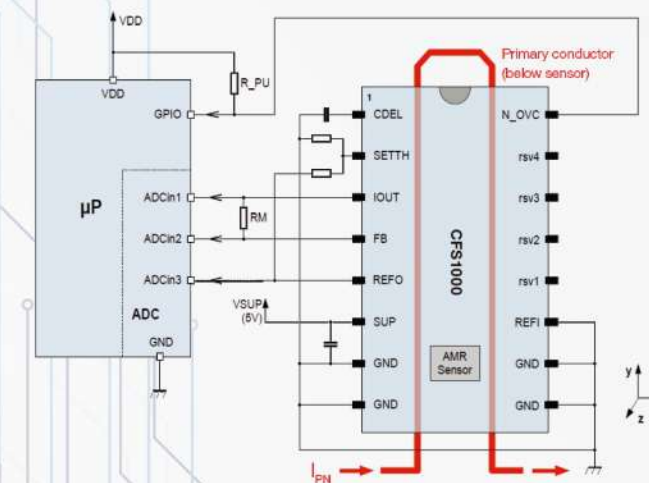 VDD
R_PU
VDD
GPIO
µP
ADCin1
ADCin2
ADCin3
ADC
GND
RM
VSUP
(5V)
Primary conductor
(below sensor)
1
CDEL
SETTH
IOUT
FB
REFO
SUP
GND
GND
CFS1000
AMR
Sensor
N_OVC
rsv4
rsv3
rsv2
rsv1
REFI
GND
GND
y
z
IPN